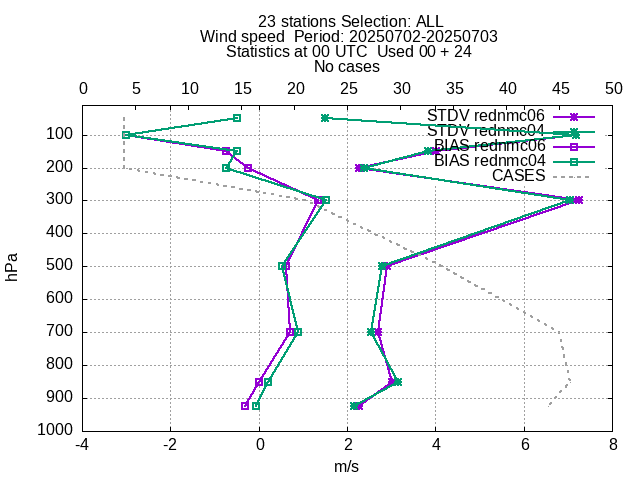 23 stations Selection: ALL
Wind speed  Period: 20250702-20250703
Statistics at 00 UTC  Used 00 + 24
No cases
0 5 10 15 20 25 30 35 40 45 50
STDV rednmc06
STDV rednmc04
BIAS rednmc06
BIAS rednmc04
CASES
100
200
300
400
500
600
700
800
900
1000
hPa
-4 -2 0 2 4 6 8
m/s